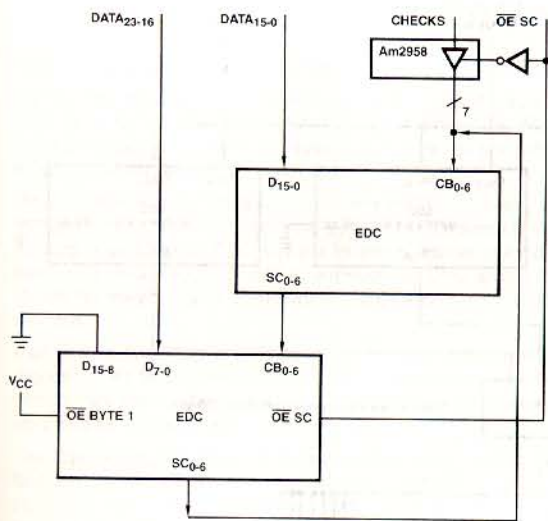 DATA23-16 DATA15-0 CHECKS OE SC
Am2958
7
D15-0 CB0-6
EDC
SC0-6
D15-8 D7-0 CB0-6
VCC
OE BYTE 1 EDC OE SC
SC0-6